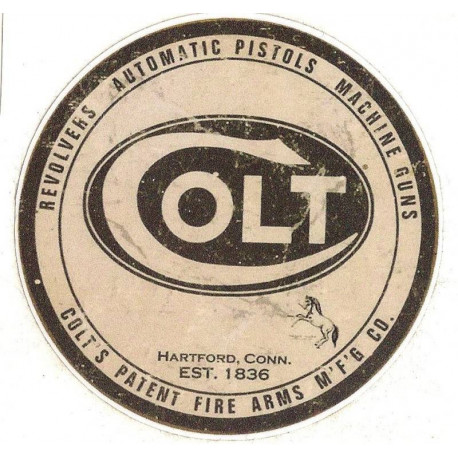 REVOLVERS AUTOMATIC PISTOLS MACHINE GUNS
COLT
HARTFORD, CONN.
EST. 1836
COLT'S PATENT FIRE ARMS M'F'G CO.